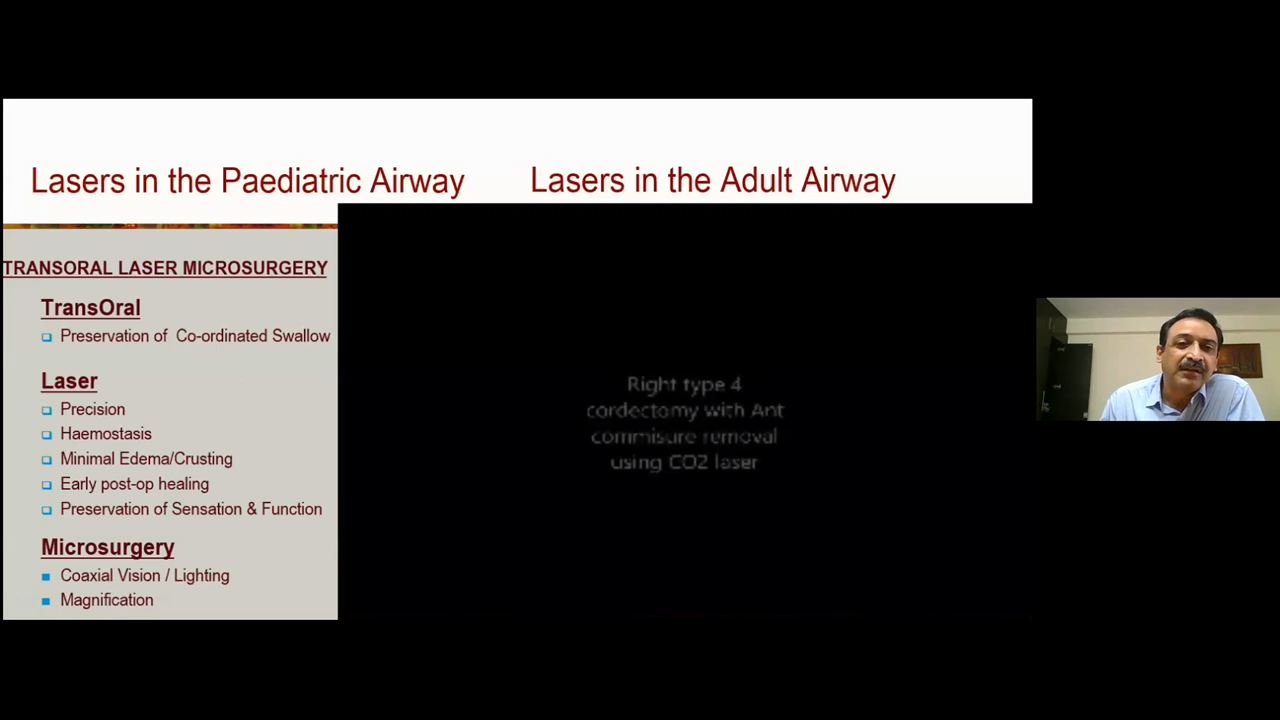 Lasers in the Paediatric Airway
Lasers in the Adult Airway
TRANSORAL LASER MICROSURGERY
TransOral
Preservation of Co-ordinated Swallow
Laser
Precision
Haemostasis
Minimal Edema/Crusting
Early post-op healing
Preservation of Sensation & Function
Microsurgery
Coaxial Vision / Lighting
Magnification
Right type 4
cordectomy with Ant
commisure removal
using CO2 laser